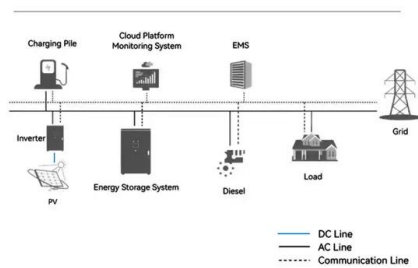 Charging Pile
Cloud Platform
Monitoring System
EMS
Grid
Inverter
PV
Energy Storage System
Diesel
Load
DC Line
AC Line
Communication Line